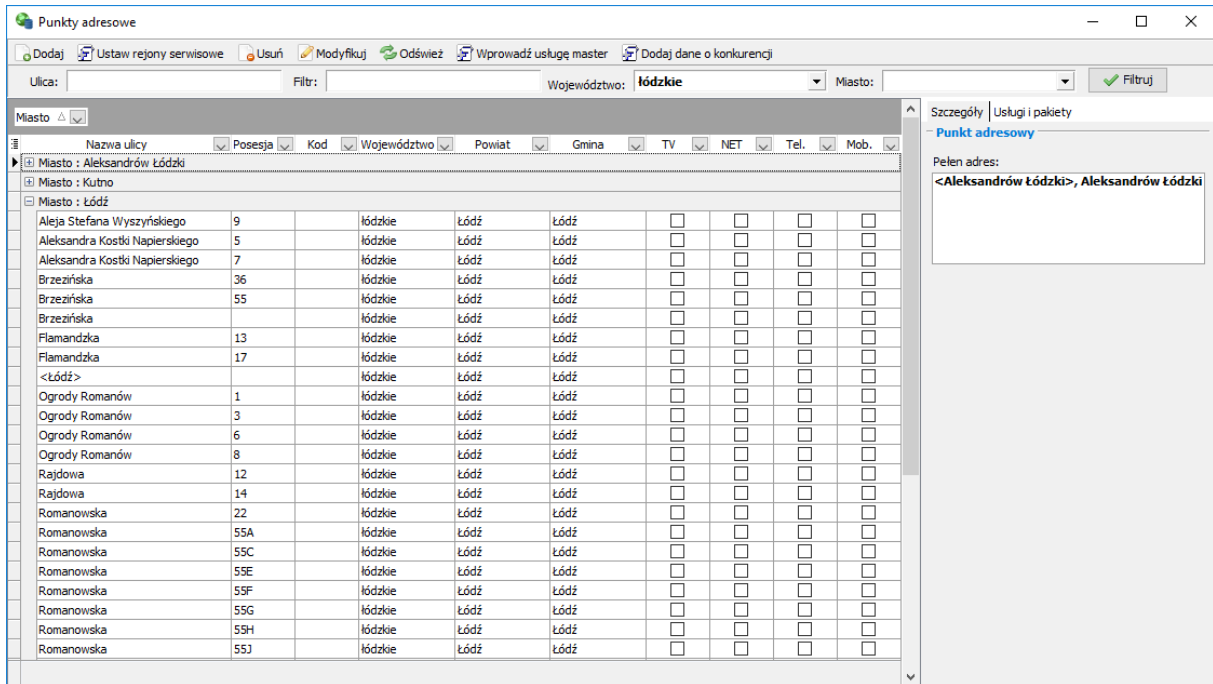 Punkty adresowe
Dodaj Ustaw rejony serwisowe Usuń Modyfikuj Odśwież Wprowadź usługę master Dodaj dane o konkurencji
Ulica: Filtr: Województwo: łódzkie Miasto: Filtruj
Miasto
Szczegóły Usługi i pakiety
Nazwa ulicy Posesja Kod Województwo Powiat Gmina TV NET Tel. Mob.
Punkt adresowy
Miasto : Aleksandrów Łódzki
Pełen adres:
Miasto : Kutno
<Aleksandrów Łódzki>, Aleksandrów Łódzki
Miasto : Łódź
Aleja Stefana Wyszyńskiego 9 łódzkie Łódź Łódź
Aleksandra Kostki Napierskiego 5 łódzkie Łódź Łódź
Aleksandra Kostki Napierskiego 7 łódzkie Łódź Łódź
Brzezińska 36 łódzkie Łódź Łódź
Brzezińska 55 łódzkie Łódź Łódź
Brzezińska łódzkie Łódź Łódź
Flamandzka 13 łódzkie Łódź Łódź
Flamandzka 17 łódzkie Łódź Łódź
<Łódź> łódzkie Łódź Łódź
Ogrody Romanów 1 łódzkie Łódź Łódź
Ogrody Romanów 3 łódzkie Łódź Łódź
Ogrody Romanów 6 łódzkie Łódź Łódź
Ogrody Romanów 8 łódzkie Łódź Łódź
Rajdowa 12 łódzkie Łódź Łódź
Rajdowa 14 łódzkie Łódź Łódź
Romanowska 22 łódzkie Łódź Łódź
Romanowska 55A łódzkie Łódź Łódź
Romanowska 55C łódzkie Łódź Łódź
Romanowska 55E łódzkie Łódź Łódź
Romanowska 55F łódzkie Łódź Łódź
Romanowska 55G łódzkie Łódź Łódź
Romanowska 55H łódzkie Łódź Łódź
Romanowska 55J łódzkie Łódź Łódź